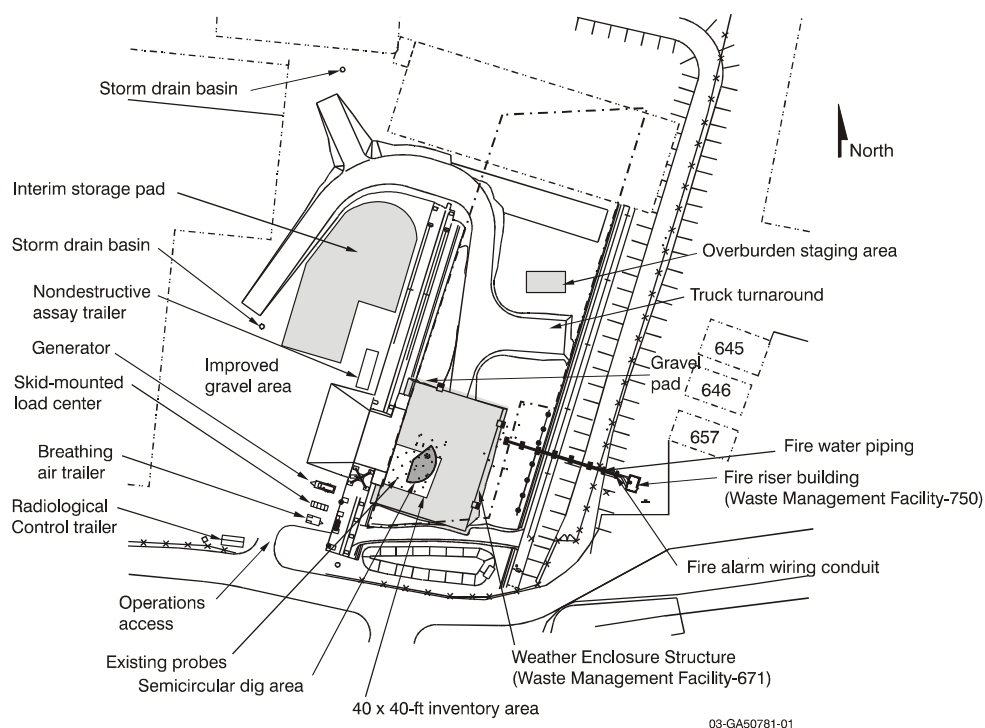 Storm drain basin
North
Interim storage pad
Storm drain basin
Overburden staging area
Nondestructive
assay trailer
Truck turnaround
Generator
Improved
gravel area
Gravel
pad
645
Skid-mounted
load center
646
657
Breathing
air trailer
Fire water piping
Fire riser building
(Waste Management Facility-750)
Radiological
Control trailer
Fire alarm wiring conduit
Operations
access
Existing probes
Semicircular dig area
Weather Enclosure Structure
(Waste Management Facility-671)
40 x 40-ft inventory area
03-GA50781-01